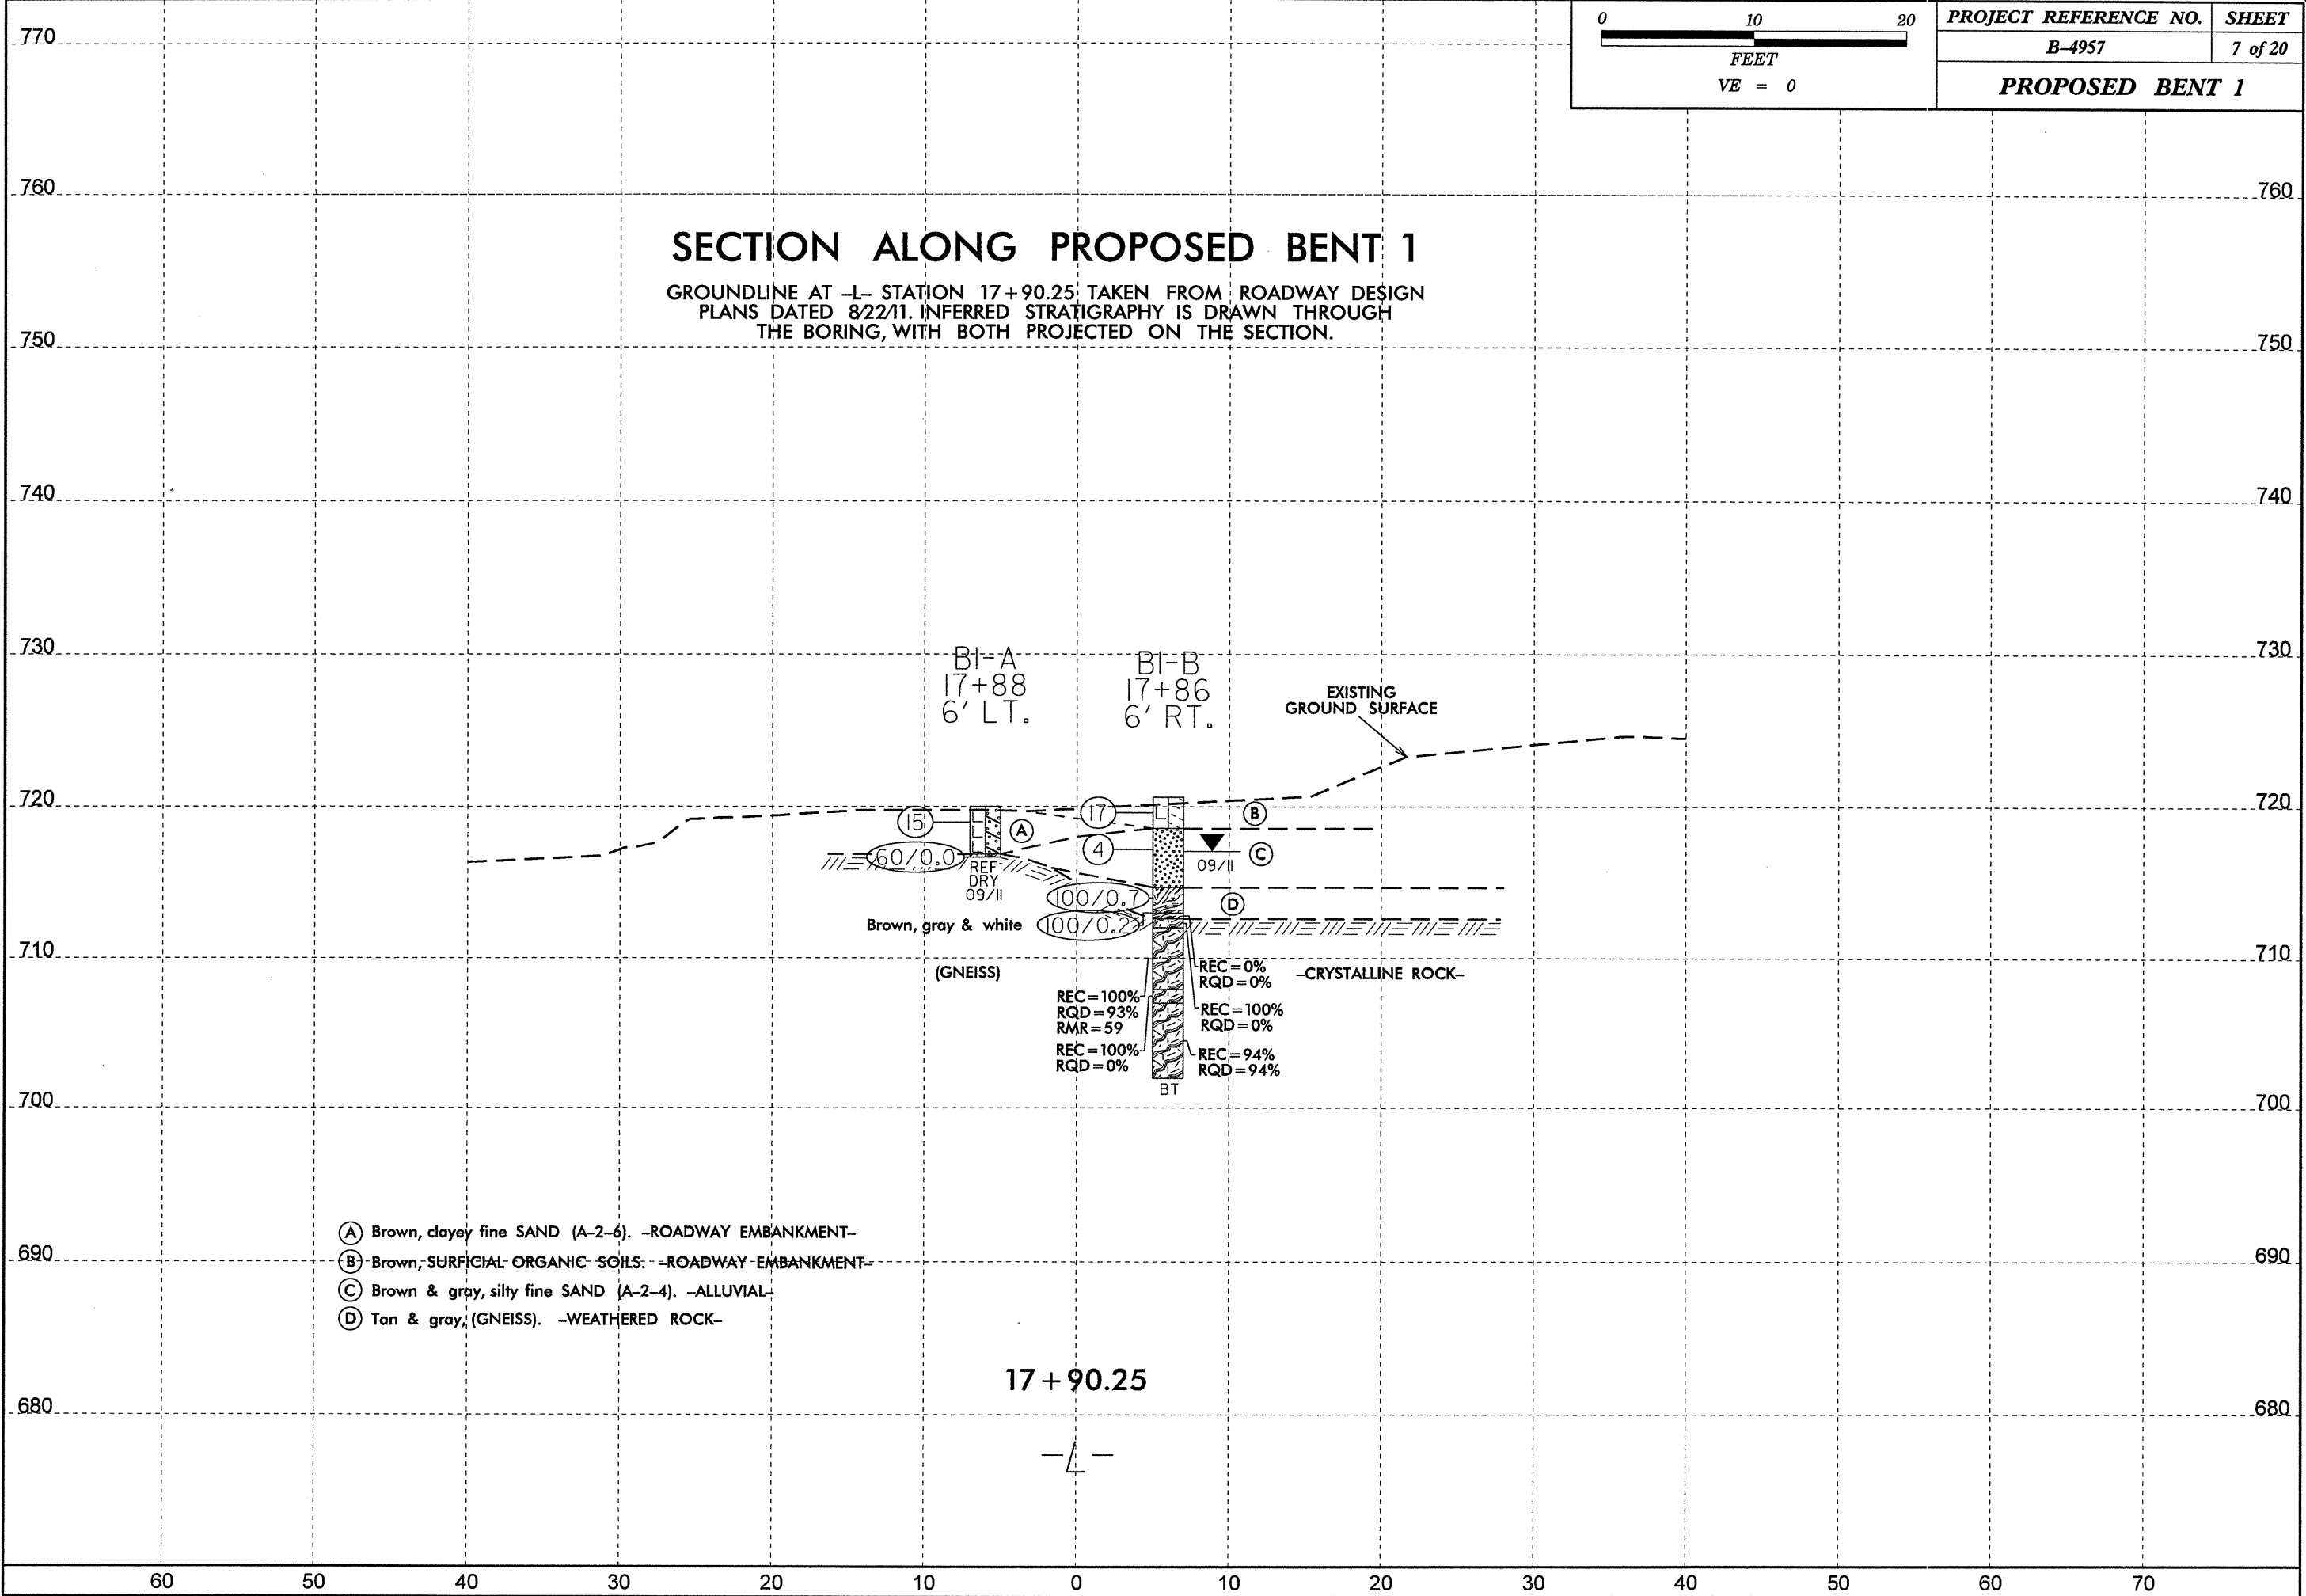 0 10 20
FEET
VE = 0
PROJECT REFERENCE NO. SHEET
B-4957 7 of 20
PROPOSED BENT 1
770
760 760
SECTION ALONG PROPOSED BENT 1
GROUNDLINE AT -L- STATION 17+90.25 TAKEN FROM ROADWAY DESIGN
PLANS DATED 8/22/11. INFERRED STRATIGRAPHY IS DRAWN THROUGH
THE BORING, WITH BOTH PROJECTED ON THE SECTION.
750 750
740 740
730 730
B1-A
17+88
6' LT.
B1-B
17+86
6' RT.
EXISTING
GROUND SURFACE
720 720
15
A
17
B
4
C
09/11
60/0.0
REF
DRY
09/11
100/0.7
D
Brown, gray & white
100/0.2
710 710
(GNEISS)
-CRYSTALLINE ROCK-
REC=0%
RQD=0%
REC=100%
RQD=93%
RMR=59
REC=100%
RQD=0%
REC=100%
RQD=0%
REC=94%
RQD=94%
BT
700 700
A Brown, clayey fine SAND (A-2-6). -ROADWAY EMBANKMENT-
690 690
B Brown, SURFICIAL ORGANIC SOILS. -ROADWAY EMBANKMENT-
C Brown & gray, silty fine SAND (A-2-4). -ALLUVIAL-
D Tan & gray, (GNEISS). -WEATHERED ROCK-
17+90.25
680 680
-L-
60 50 40 30 20 10 0 10 20 30 40 50 60 70